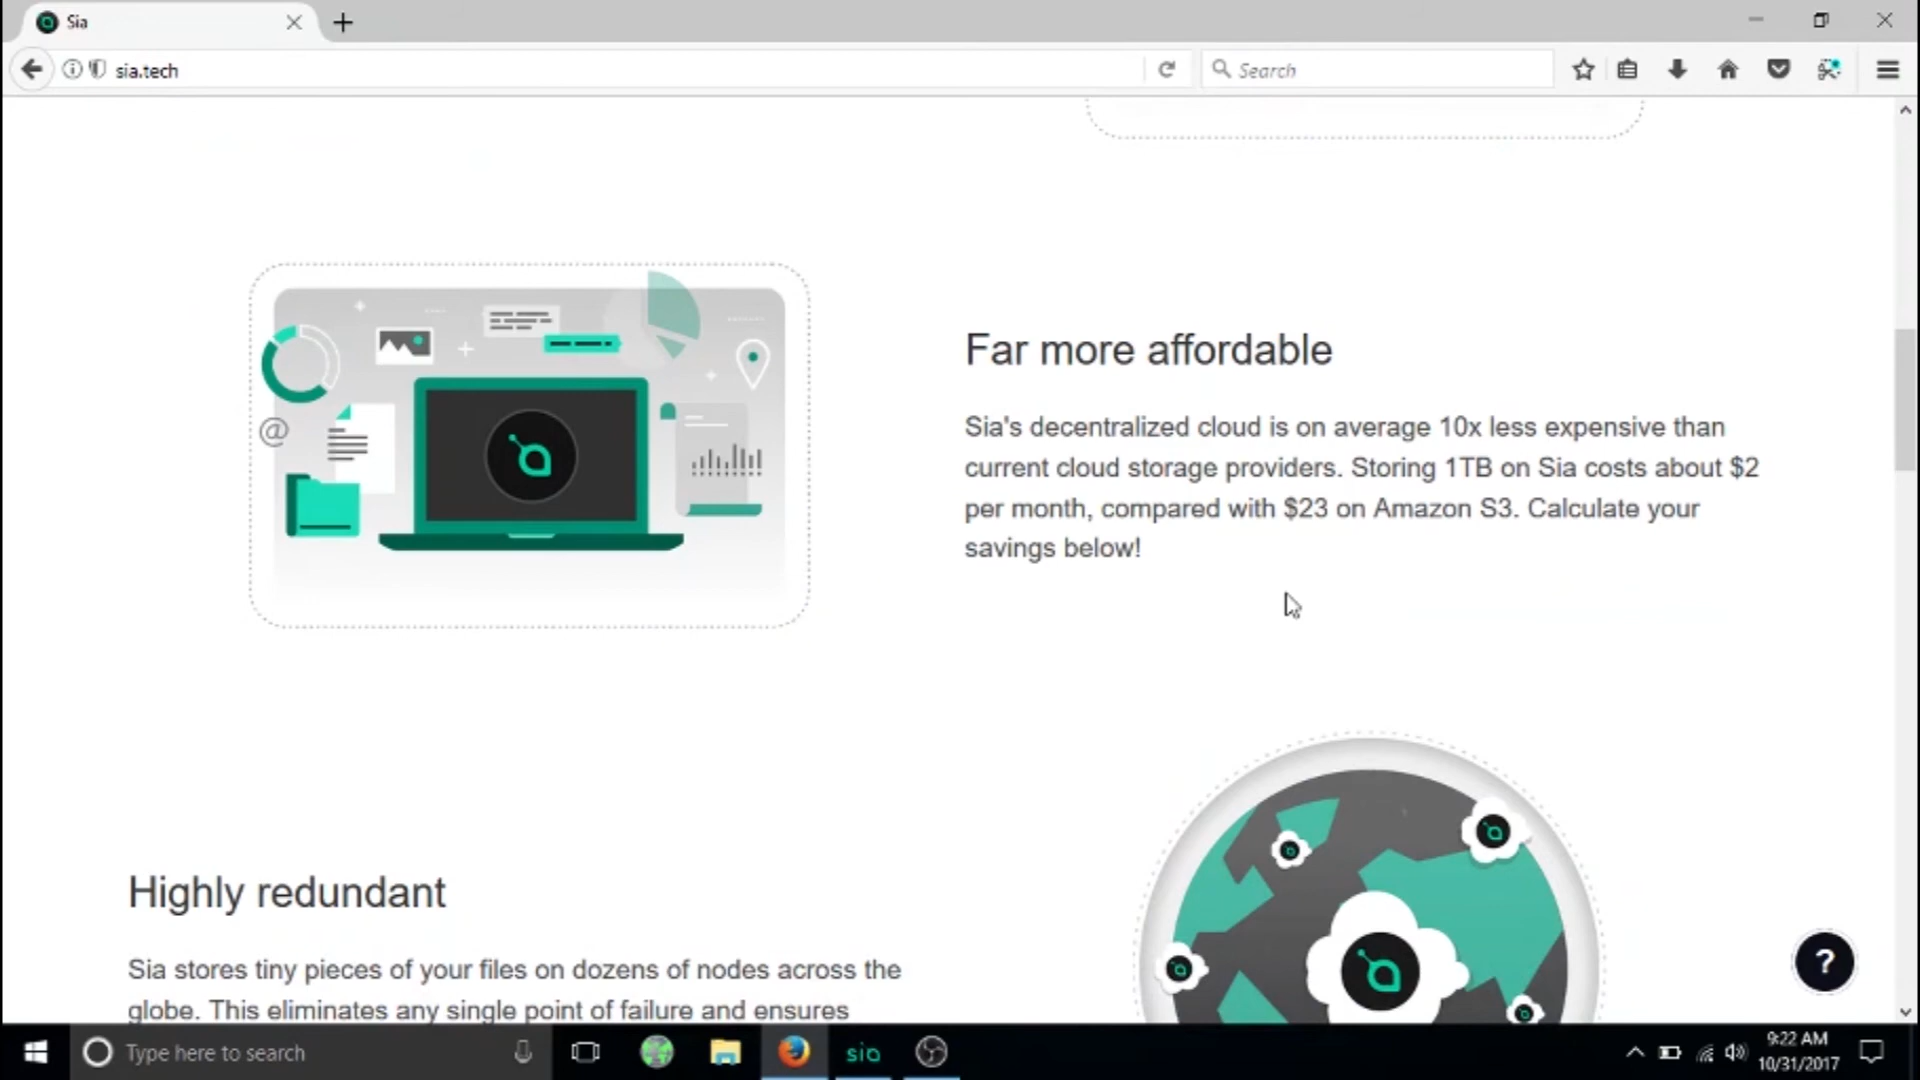 Sia
sia.tech
Search
Far more affordable
Sia's decentralized cloud is on average 10x less expensive than
current cloud storage providers. Storing 1TB on Sia costs about $2
per month, compared with $23 on Amazon S3. Calculate your
savings below!
@
Highly redundant
Sia stores tiny pieces of your files on dozens of nodes across the
globe. This eliminates any single point of failure and ensures
?
Type here to search
sia
9:22 AM
10/31/2017